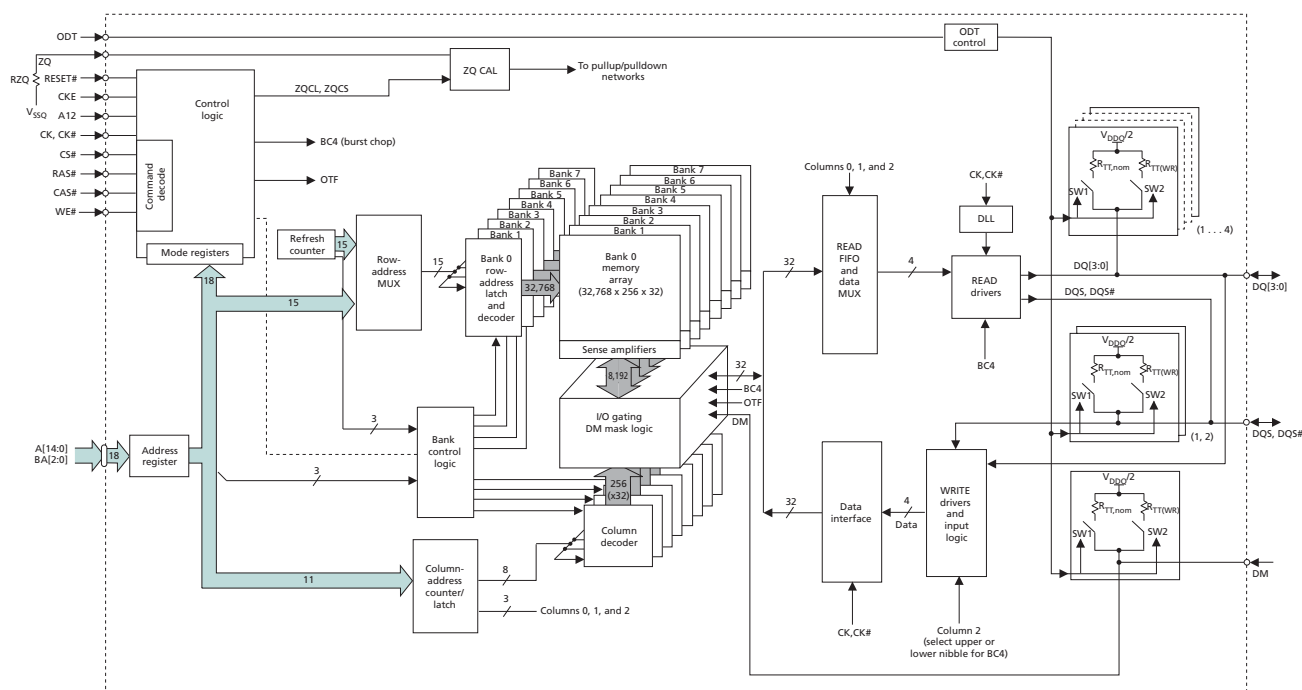 ODT
ODT
control
ZQ
RZQ
RESET#
ZQ CAL
To pullup/pulldown
networks
CKE
Control
logic
ZQCL, ZQCS
VSSQ
A12
CK, CK#
BC4 (burst chop)
CS#
Command
decode
RAS#
OTF
CAS#
WE#
Mode registers
18
Refresh
counter
15
Row-
address
MUX
15
15
Bank 7
Bank 6
Bank 5
Bank 4
Bank 3
Bank 2
Bank 1
Bank 0
row-
address
latch
and
decoder
32,768
Bank 7
Bank 6
Bank 5
Bank 4
Bank 3
Bank 2
Bank 1
Bank 0
memory
array
(32,768 x 256 x 32)
Sense amplifiers
8,192
I/O gating
DM mask logic
32
BC4
OTF
DM
Columns 0, 1, and 2
32
READ
FIFO
and
data
MUX
4
CK,CK#
DLL
READ
drivers
BC4
DQ[3:0]
DQS, DQS#
DQ[3:0]
VDDQ/2
RTT,nom
RTT(WR)
SW1
SW2
(1 . . . 4)
VDDQ/2
RTT,nom
RTT(WR)
SW1
SW2
(1, 2)
DQS, DQS#
VDDQ/2
RTT,nom
RTT(WR)
SW1
SW2
DM
A[14:0]
BA[2:0]
18
Address
register
3
3
Bank
control
logic
256
(x32)
Column
decoder
11
Column-
address
counter/
latch
8
3
Columns 0, 1, and 2
32
Data
interface
4
Data
WRITE
drivers
and
input
logic
CK,CK#
Column 2
(select upper or
lower nibble for BC4)